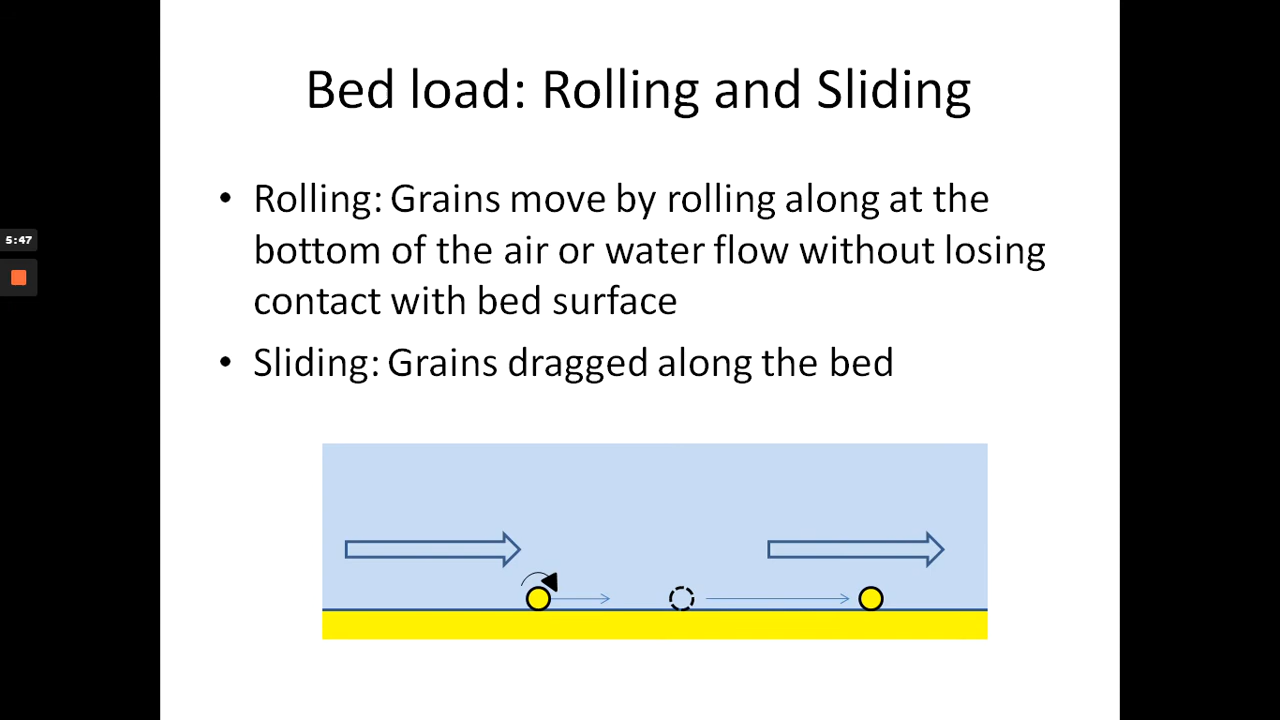 Bed load: Rolling and Sliding
• Rolling: Grains move by rolling along at the
bottom of the air or water flow without losing
contact with bed surface
• Sliding: Grains dragged along the bed
5:47